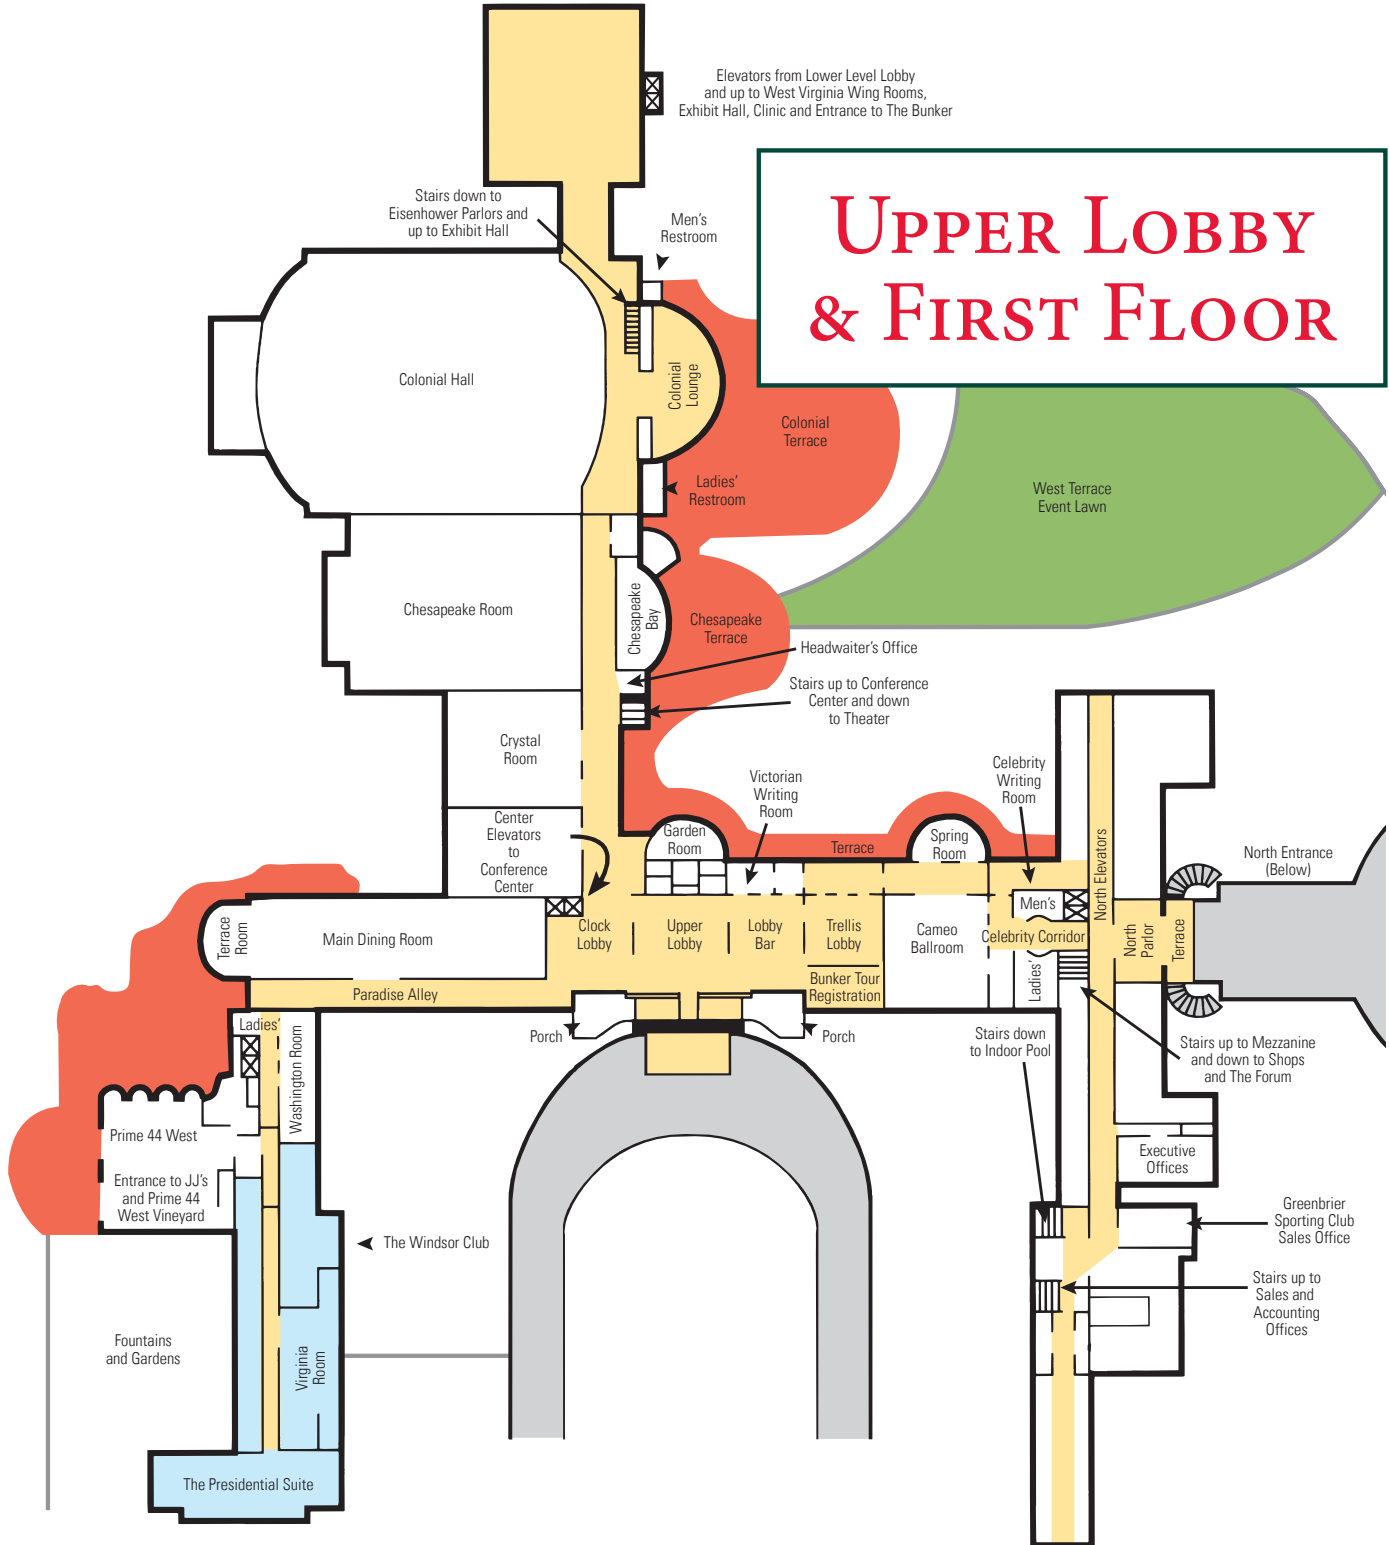 Elevators from Lower Level Lobby
and up to West Virginia Wing Rooms,
Exhibit Hall, Clinic and Entrance to The Bunker
Upper Lobby
& First Floor
Stairs down to
Eisenhower Parlors and
up to Exhibit Hall
Men's
Restroom
Colonial Hall
Colonial
Lounge
Colonial
Terrace
Ladies'
Restroom
West Terrace
Event Lawn
Chesapeake Room
Chesapeake
Bay
Chesapeake
Terrace
Headwaiter's Office
Stairs up to Conference
Center and down
to Theater
Crystal
Room
Victorian
Writing
Room
Celebrity
Writing
Room
Center
Elevators
to
Conference
Center
Garden
Room
Terrace
Spring
Room
North Elevators
North Entrance
(Below)
Terrace
Room
Main Dining Room
Clock
Lobby
Upper
Lobby
Lobby
Bar
Trellis
Lobby
Cameo
Ballroom
Men's
Celebrity Corridor
Ladies'
North
Parlor
Terrace
Paradise Alley
Bunker Tour
Registration
Ladies'
Washington Room
Porch
Porch
Stairs down
to Indoor Pool
Stairs up to Mezzanine
and down to Shops
and The Forum
Prime 44 West
Entrance to JJ's
and Prime 44
West Vineyard
Executive
Offices
Greenbrier
Sporting Club
Sales Office
The Windsor Club
Stairs up to
Sales and
Accounting
Offices
Fountains
and Gardens
Virginia
Room
The Presidential Suite